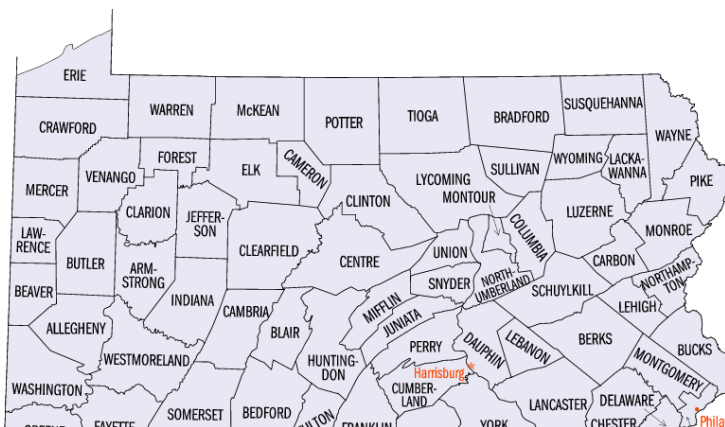 ERIE
CRAWFORD
WARREN
McKEAN
POTTER
TIOGA
BRADFORD
SUSQUEHANNA
WAYNE
FOREST
ELK
CAMERON
VENANGO
MERCER
CLARION
JEFFER-
SON
CLINTON
LYCOMING
MONTOUR
SULLIVAN
WYOMING
LACKA-
WANNA
PIKE
LAW-
RENCE
BUTLER
ARM-
STRONG
CLEARFIELD
CENTRE
UNION
COLUMBIA
LUZERNE
MONROE
BEAVER
INDIANA
SNYDER
NORTH-
UMBERLAND
SCHUYLKILL
CARBON
NORTHAMP-
TON
ALLEGHENY
CAMBRIA
BLAIR
MIFFLIN
JUNIATA
LEHIGH
WESTMORELAND
HUNTING-
DON
PERRY
DAUPHIN
LEBANON
BERKS
BUCKS
MONTGOMERY
WASHINGTON
Harrisburg
CUMBER-
LAND
SOMERSET
BEDFORD
LANCASTER
DELAWARE
CHESTER
Phila
FAYETTE
FRANKLIN
YORK